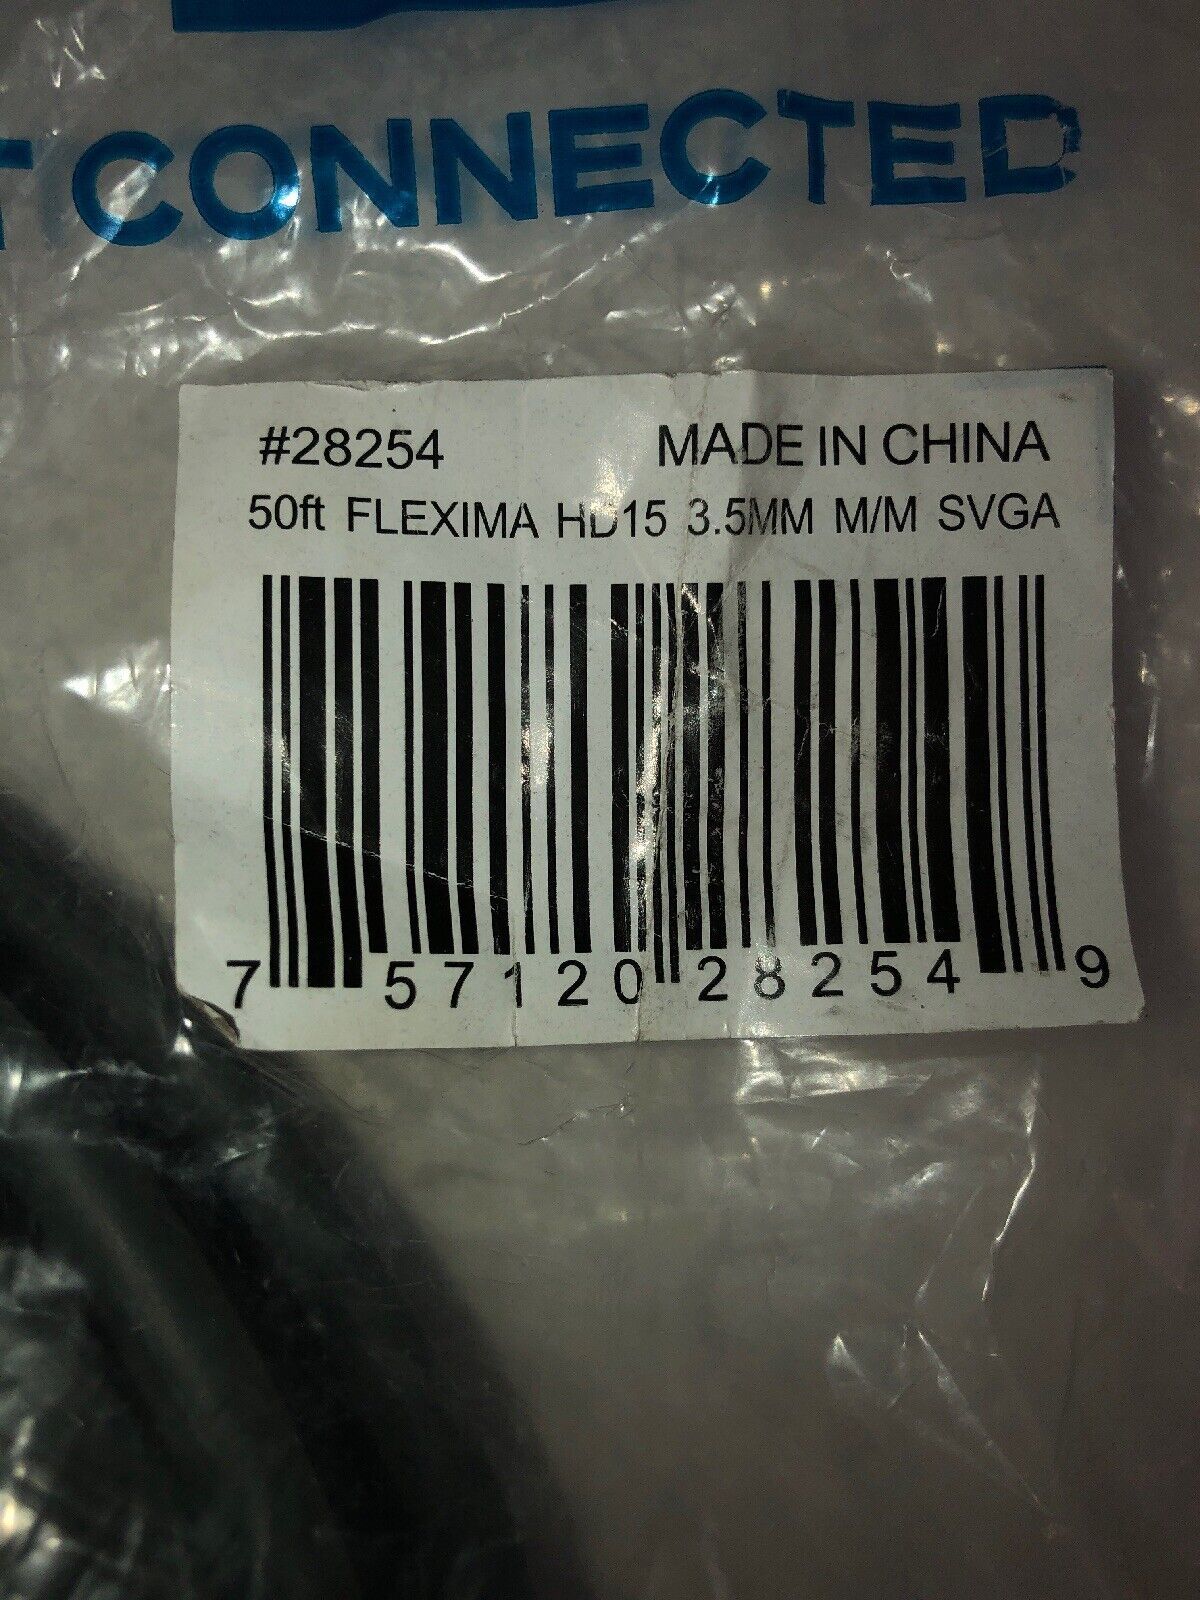 CONNECTED
#28254 MADE IN CHINA
50ft FLEXIMA HD15 3.5MM M/M SVGA
7 57120 28254 9